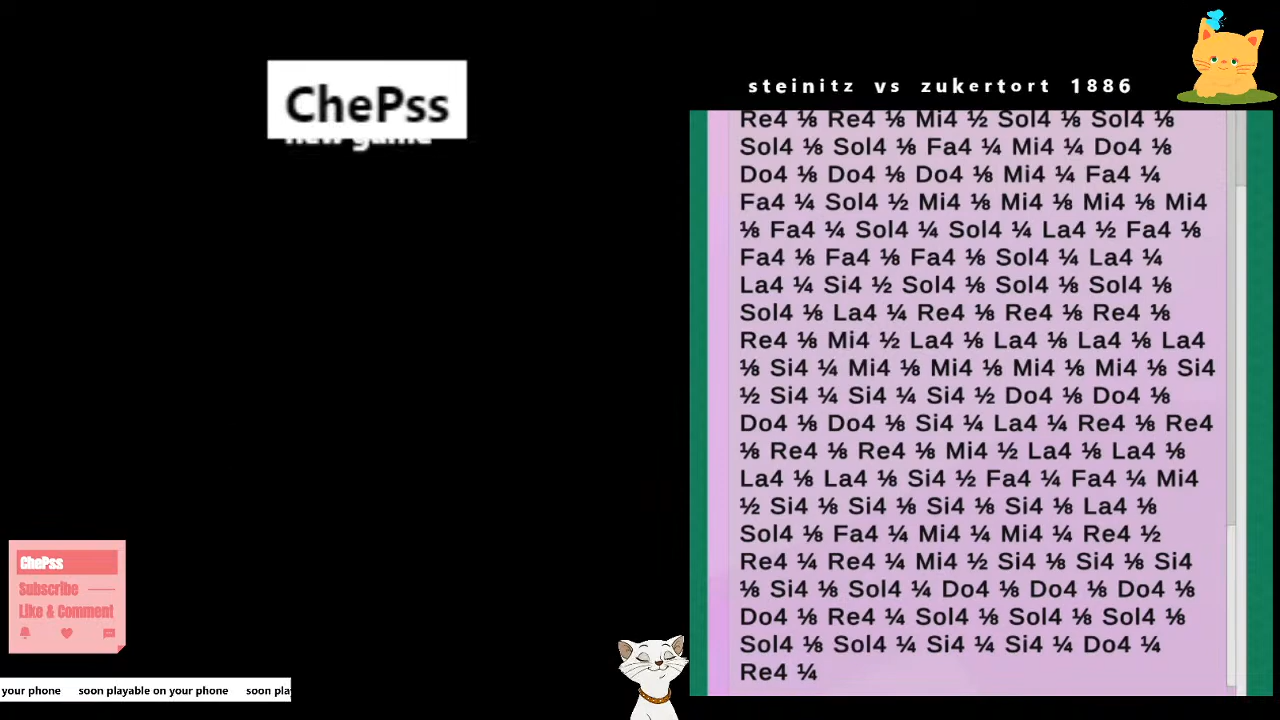 ChePss
new game
steinitz vs zukertort 1886
Re4 ⅛ Re4 ⅛ Mi4 ½ Sol4 ⅛ Sol4 ⅛
Sol4 ⅛ Sol4 ⅛ Fa4 ¼ Mi4 ¼ Do4 ⅛
Do4 ⅛ Do4 ⅛ Do4 ⅛ Mi4 ¼ Fa4 ¼
Fa4 ¼ Sol4 ½ Mi4 ⅛ Mi4 ⅛ Mi4 ⅛ Mi4
⅛ Fa4 ¼ Sol4 ¼ Sol4 ¼ La4 ½ Fa4 ⅛
Fa4 ⅛ Fa4 ⅛ Fa4 ⅛ Sol4 ¼ La4 ¼
La4 ¼ Si4 ½ Sol4 ⅛ Sol4 ⅛ Sol4 ⅛
Sol4 ⅛ La4 ¼ Re4 ⅛ Re4 ⅛ Re4 ⅛
Re4 ⅛ Mi4 ½ La4 ⅛ La4 ⅛ La4 ⅛ La4
⅛ Si4 ¼ Mi4 ⅛ Mi4 ⅛ Mi4 ⅛ Mi4 ⅛ Si4
½ Si4 ¼ Si4 ¼ Si4 ½ Do4 ⅛ Do4 ⅛
Do4 ⅛ Do4 ⅛ Si4 ¼ La4 ¼ Re4 ⅛ Re4
⅛ Re4 ⅛ Re4 ⅛ Mi4 ½ La4 ⅛ La4 ⅛
La4 ⅛ La4 ⅛ Si4 ½ Fa4 ¼ Fa4 ¼ Mi4
½ Si4 ⅛ Si4 ⅛ Si4 ⅛ Si4 ⅛ La4 ⅛
Sol4 ⅛ Fa4 ¼ Mi4 ¼ Mi4 ¼ Re4 ½
Re4 ¼ Re4 ¼ Mi4 ½ Si4 ⅛ Si4 ⅛ Si4
⅛ Si4 ⅛ Sol4 ¼ Do4 ⅛ Do4 ⅛ Do4 ⅛
Do4 ⅛ Re4 ¼ Sol4 ⅛ Sol4 ⅛ Sol4 ⅛
Sol4 ⅛ Sol4 ¼ Si4 ¼ Si4 ¼ Do4 ¼
Re4 ¼
ChePss
Subscribe
Like & Comment
your phone soon playable on your phone soon